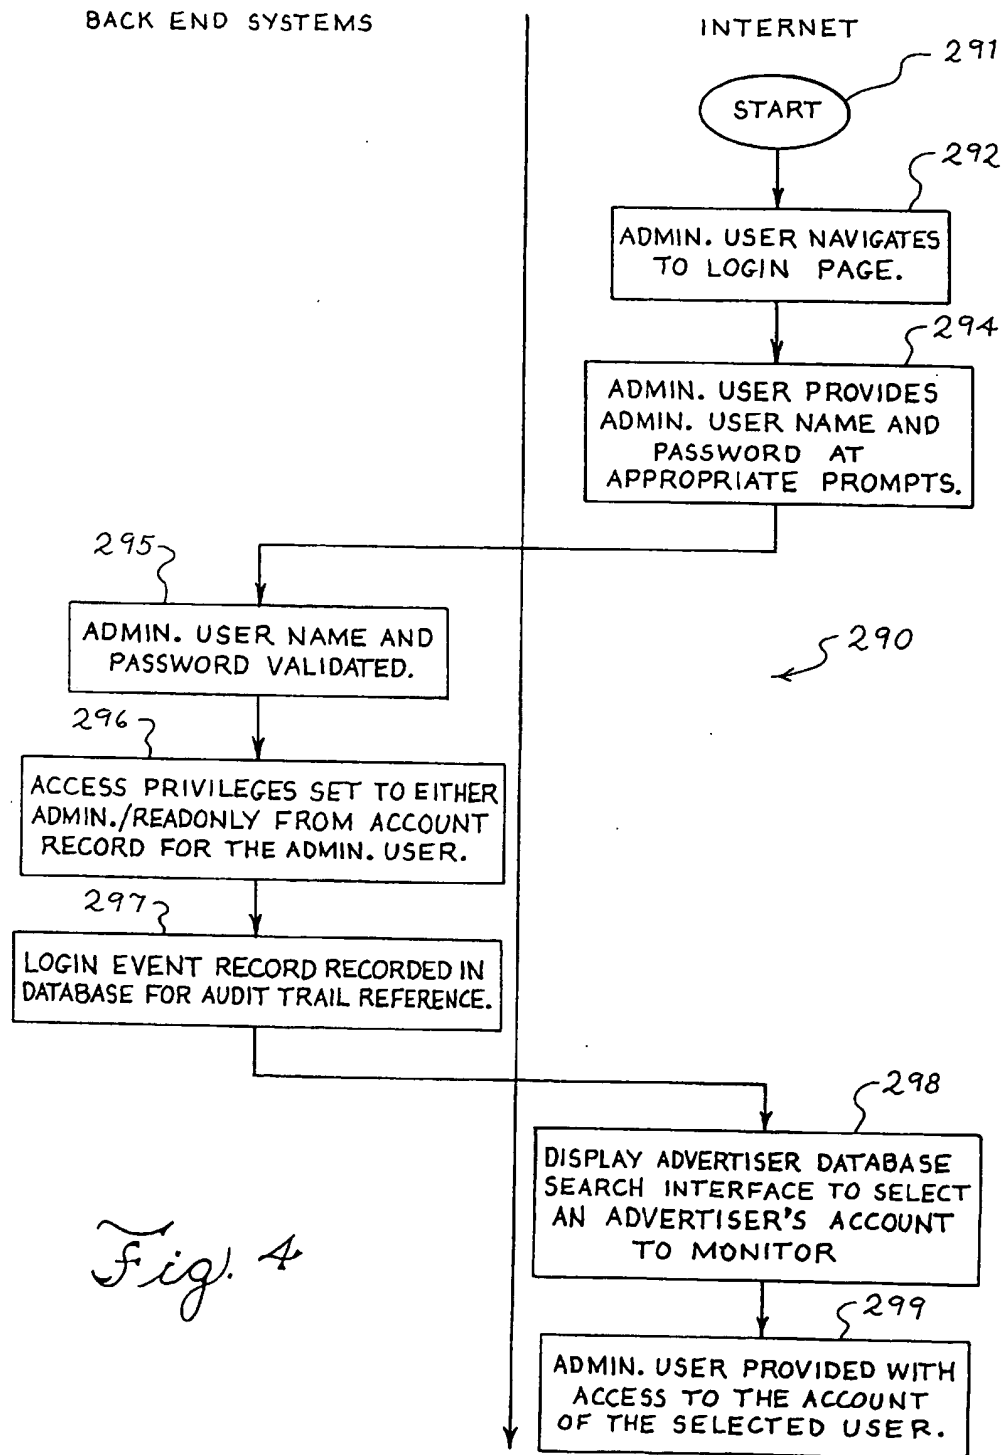 BACK END SYSTEMS
INTERNET
291
START
292
ADMIN. USER NAVIGATES
TO LOGIN PAGE.
294
ADMIN. USER PROVIDES
ADMIN. USER NAME AND
PASSWORD AT
APPROPRIATE PROMPTS.
295
ADMIN. USER NAME AND
PASSWORD VALIDATED.
290
296
ACCESS PRIVILEGES SET TO EITHER
ADMIN./READONLY FROM ACCOUNT
RECORD FOR THE ADMIN. USER.
297
LOGIN EVENT RECORD RECORDED IN
DATABASE FOR AUDIT TRAIL REFERENCE.
298
DISPLAY ADVERTISER DATABASE
SEARCH INTERFACE TO SELECT
AN ADVERTISER'S ACCOUNT
TO MONITOR
Fig. 4
299
ADMIN. USER PROVIDED WITH
ACCESS TO THE ACCOUNT
OF THE SELECTED USER.